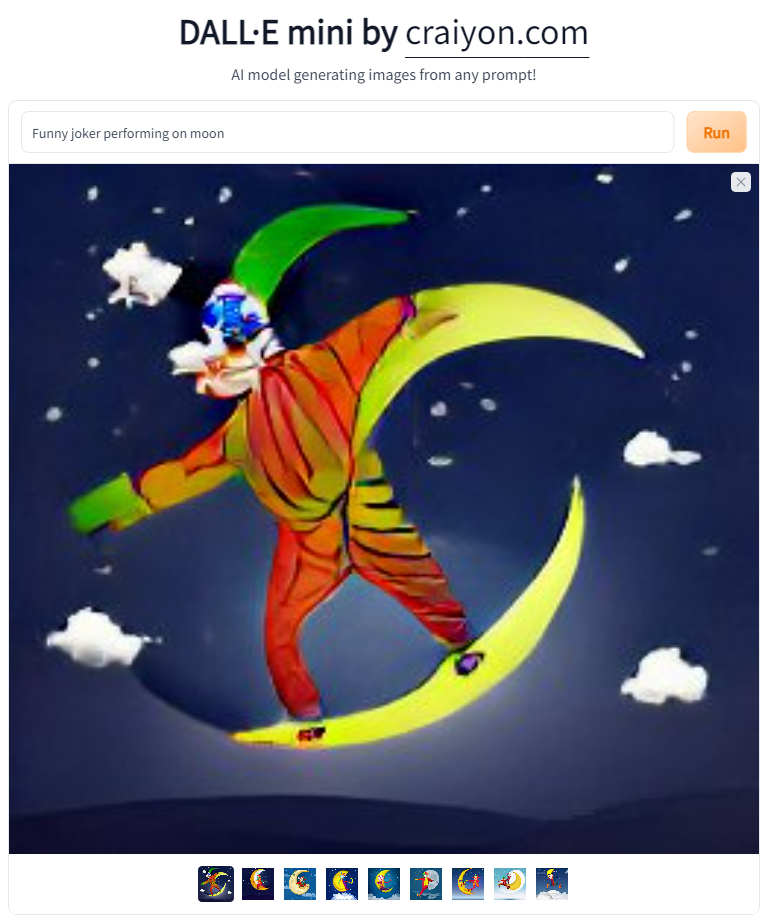 DALL·E mini by craiyon.com
AI model generating images from any prompt!
Funny joker performing on moon
Run